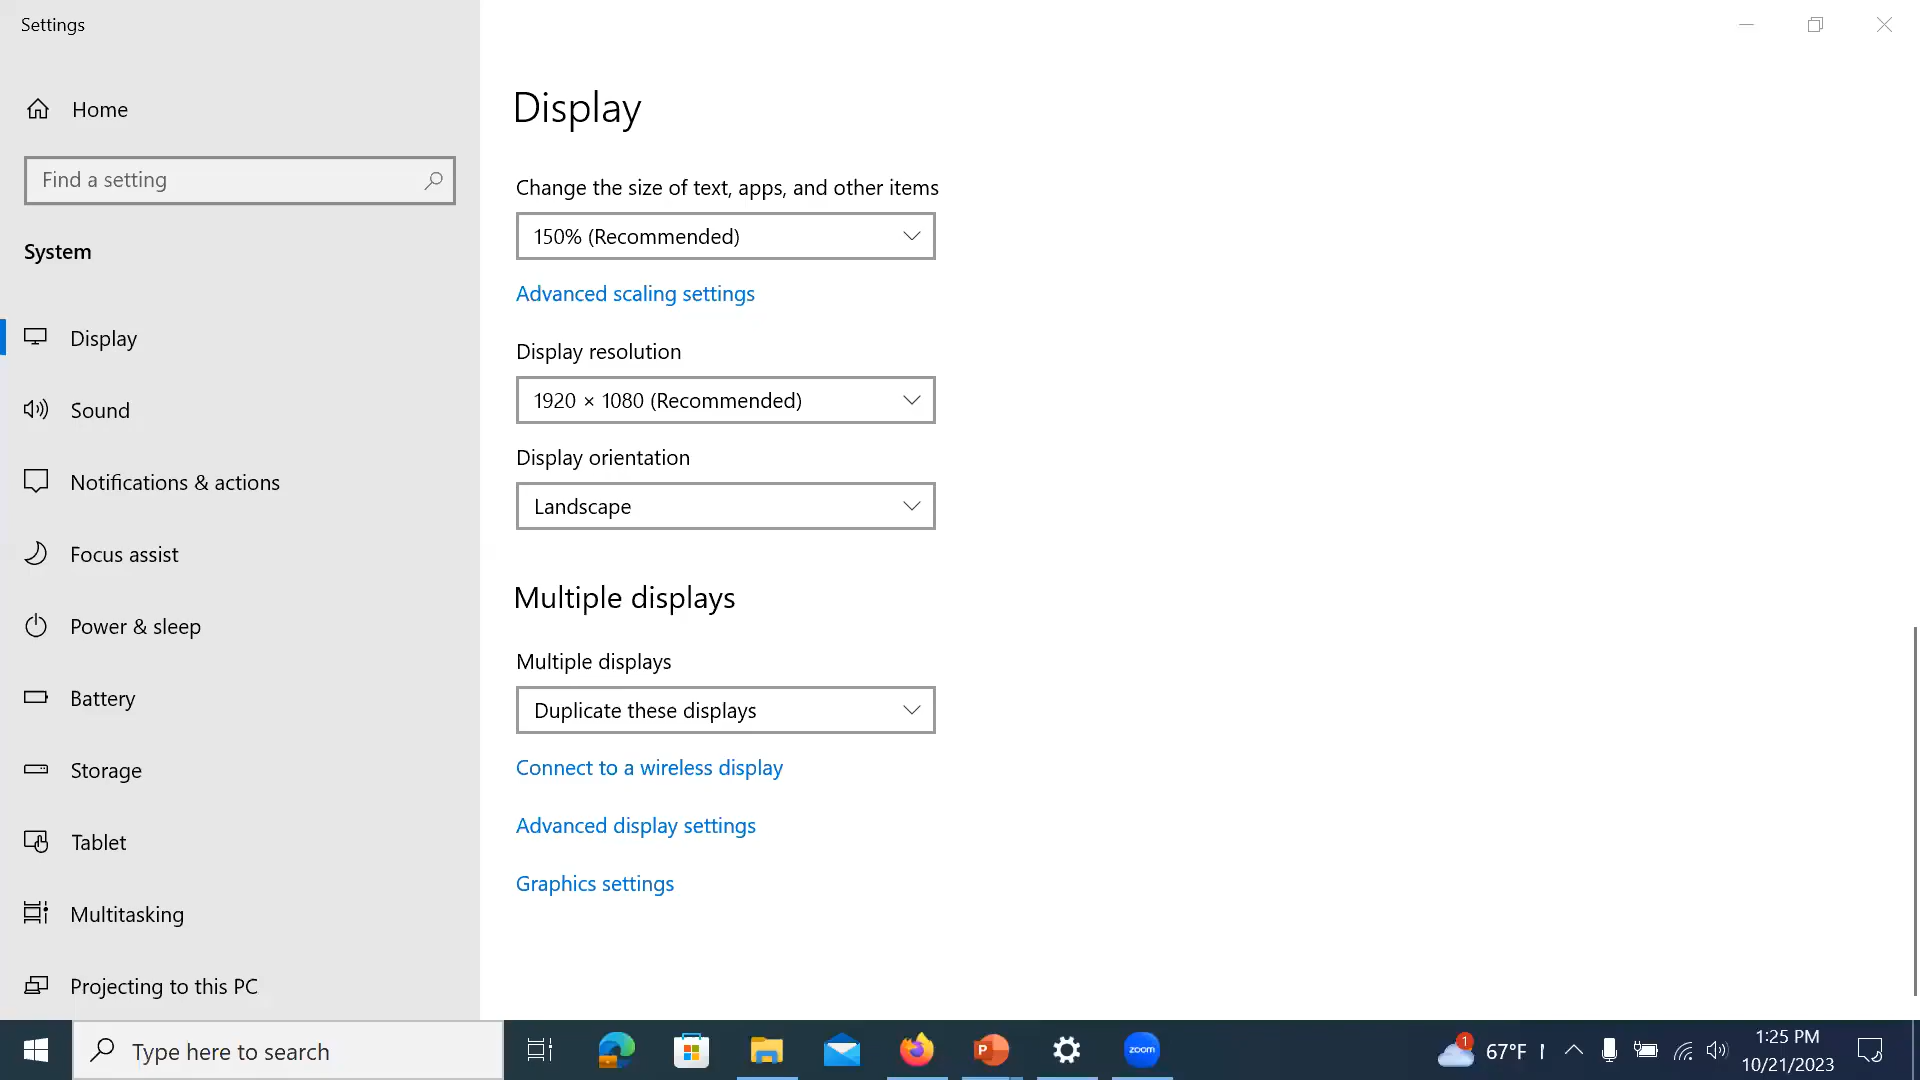 Settings
Home
Find a setting
System
Display
Sound
Notifications & actions
Focus assist
Power & sleep
Battery
Storage
Tablet
Multitasking
Projecting to this PC
Display
Change the size of text, apps, and other items
150% (Recommended)
Advanced scaling settings
Display resolution
1920 × 1080 (Recommended)
Display orientation
Landscape
Multiple displays
Multiple displays
Duplicate these displays
Connect to a wireless display
Advanced display settings
Graphics settings
Type here to search
P
zoom
1
67°F
1:25 PM
10/21/2023